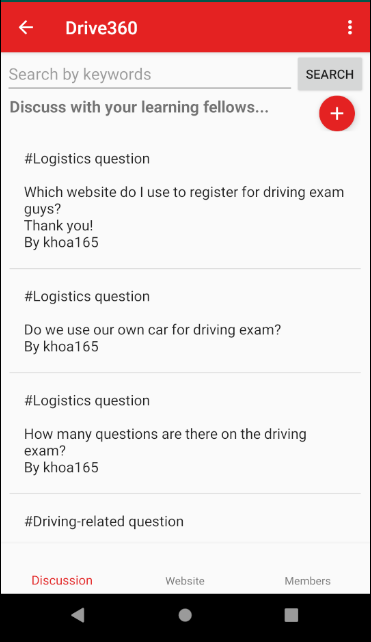 Drive360
Search by keywords
SEARCH
Discuss with your learning fellows...
+
#Logistics question
Which website do I use to register for driving exam
guys?
Thank you!
By khoa165
#Logistics question
Do we use our own car for driving exam?
By khoa165
#Logistics question
How many questions are there on the driving
exam?
By khoa165
#Driving-related question
Discussion
Website
Members